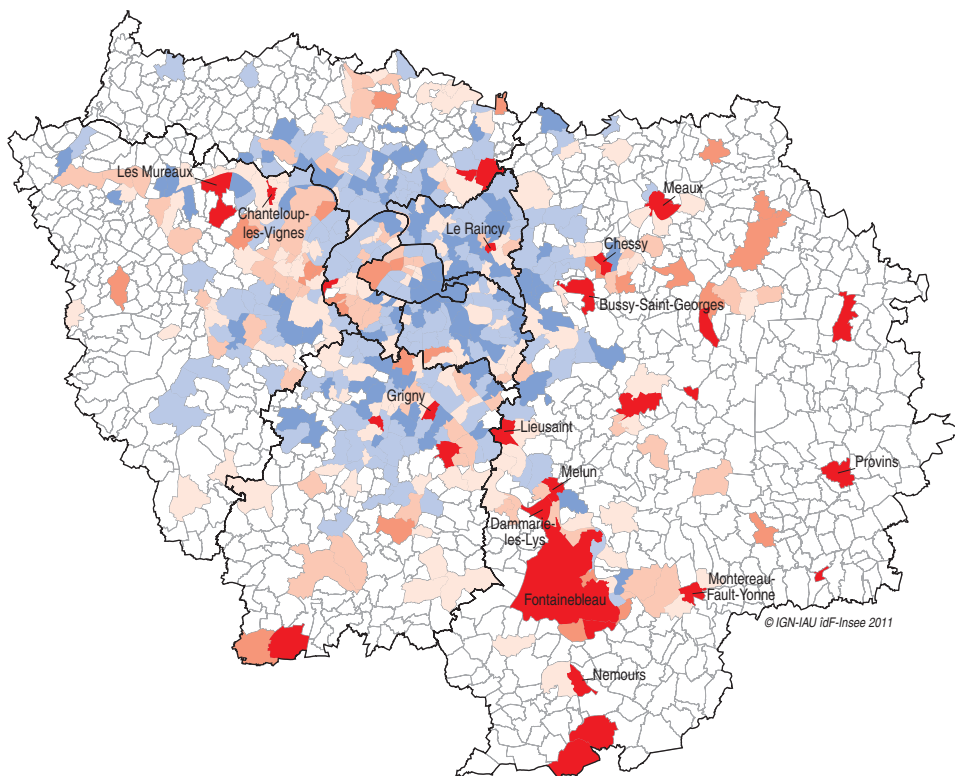 Les Mureaux
Chanteloup-
les-Vignes
Le Raincy
Meaux
Chessy
Bussy-Saint-Georges
Grigny
Lieusaint
Provins
Melun
Dammarie-
les-Lys
Fontainebleau
Montereau-
Fault-Yonne
© IGN-IAU idF-Insee 2011
Nemours